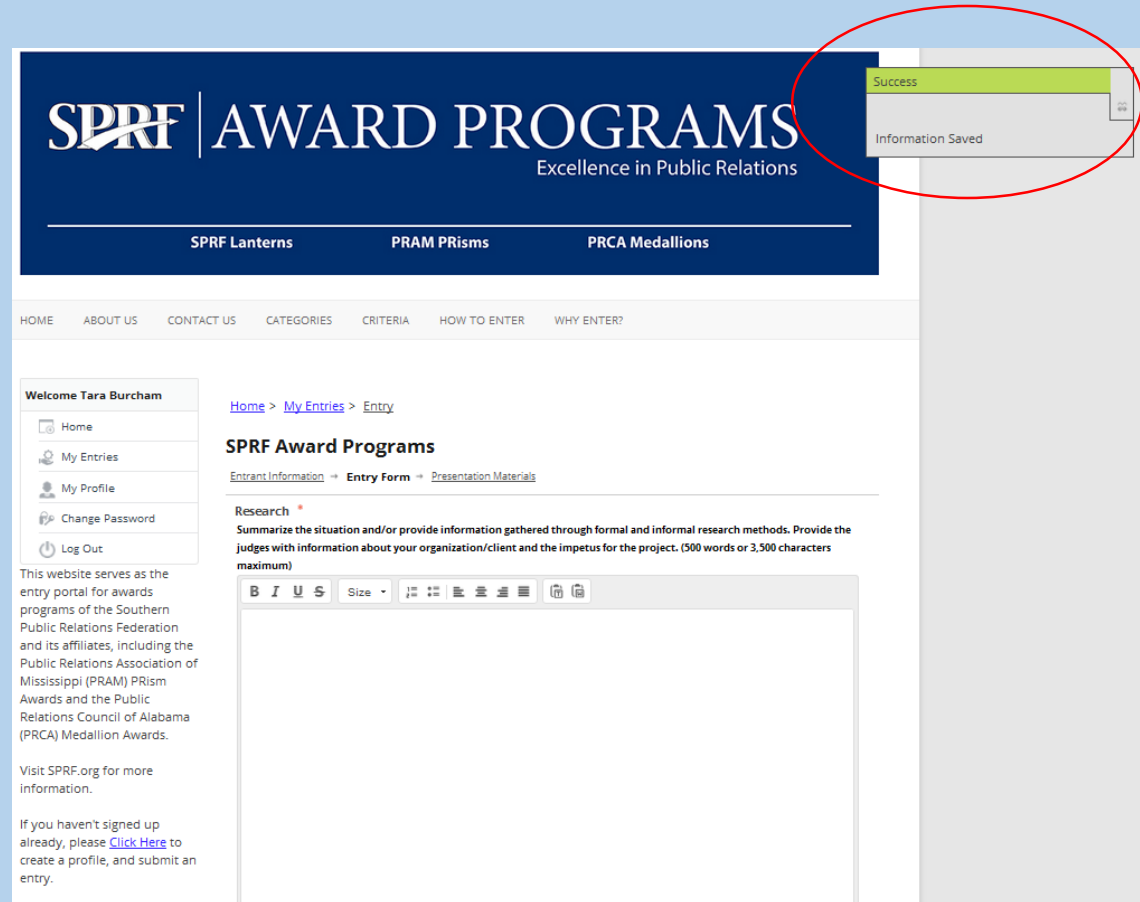 SPRF AWARD PROGRAMS
Excellence in Public Relations
SPRF Lanterns PRAM PRisms PRCA Medallions
Success
Information Saved
HOME ABOUT US CONTACT US CATEGORIES CRITERIA HOW TO ENTER WHY ENTER?
Welcome Tara Burcham
Home
My Entries
My Profile
Change Password
Log Out
This website serves as the
entry portal for awards
programs of the Southern
Public Relations Federation
and its affiliates, including the
Public Relations Association of
Mississippi (PRAM) PRism
Awards and the Public
Relations Council of Alabama
(PRCA) Medallion Awards.
Visit SPRF.org for more
information.
If you haven't signed up
already, please Click Here to
create a profile, and submit an
entry.
Home > My Entries > Entry
SPRF Award Programs
Entrant Information → Entry Form → Presentation Materials
Research *
Summarize the situation and/or provide information gathered through formal and informal research methods. Provide the
judges with information about your organization/client and the impetus for the project. (500 words or 3,500 characters
maximum)
B I U S Size